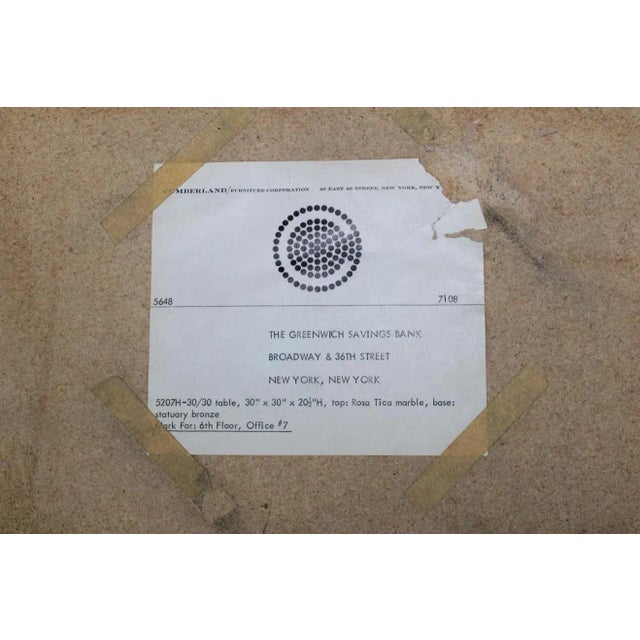 CUMBERLAND/FURNITURE CORPORATION 40 EAST 49 STREET, NEW YORK, NEW Y
5648 7108
THE GREENWICH SAVINGS BANK
BROADWAY & 36TH STREET
NEW YORK, NEW YORK
5207H-30/30 table, 30" x 30" x 20½"H, top: Rosa Tica marble, base:
statuary bronze
Mark For: 6th Floor, Office #7